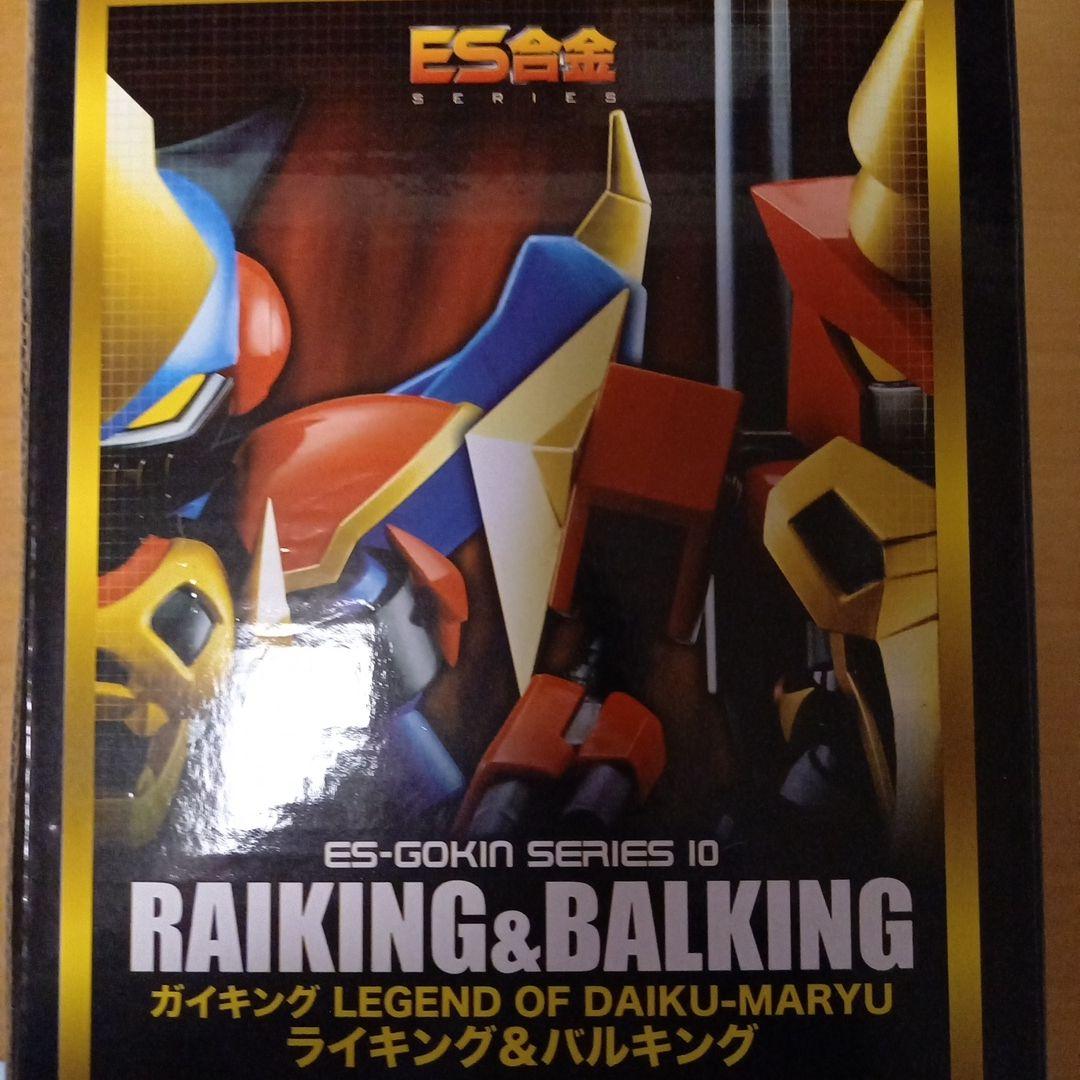 ES合金
SERIES
ES-GOKIN SERIES 10
RAIKING&BALKING
ガイキング LEGEND OF DAIKU-MARYU
ライキング&バルキング